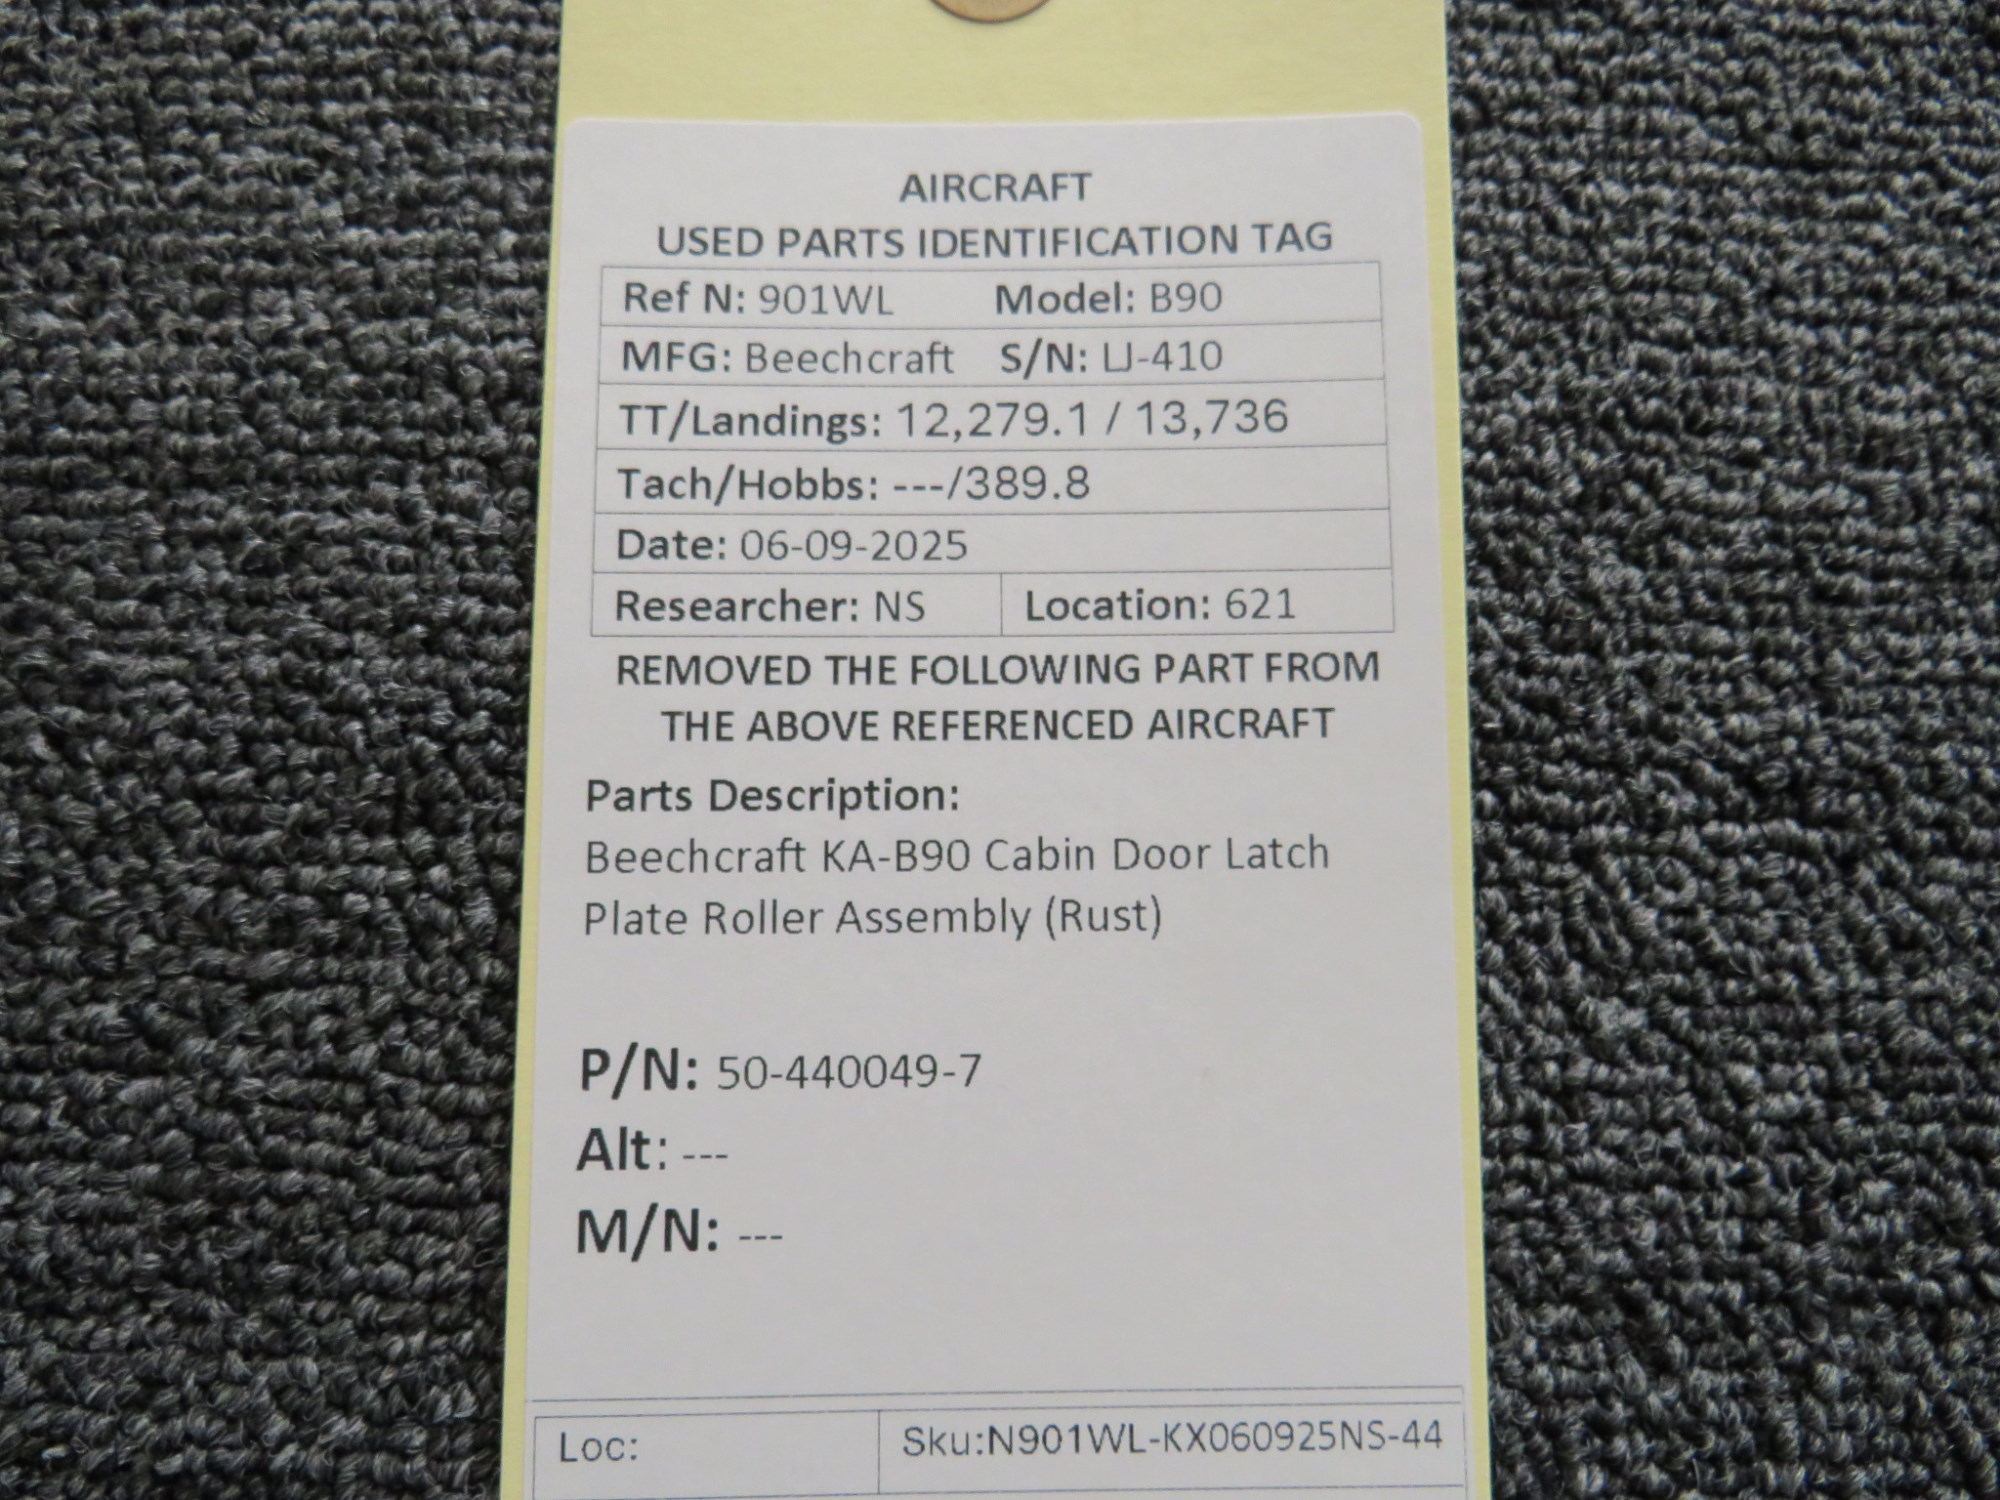 AIRCRAFT
USED PARTS IDENTIFICATION TAG
Ref N: 901WL Model: B90
MFG: Beechcraft S/N: LJ-410
TT/Landings: 12,279.1 / 13,736
Tach/Hobbs: ---/389.8
Date: 06-09-2025
Researcher: NS Location: 621
REMOVED THE FOLLOWING PART FROM
THE ABOVE REFERENCED AIRCRAFT
Parts Description:
Beechcraft KA-B90 Cabin Door Latch
Plate Roller Assembly (Rust)
P/N: 50-440049-7
Alt: ---
M/N: ---
Loc: Sku:N901WL-KX060925NS-44